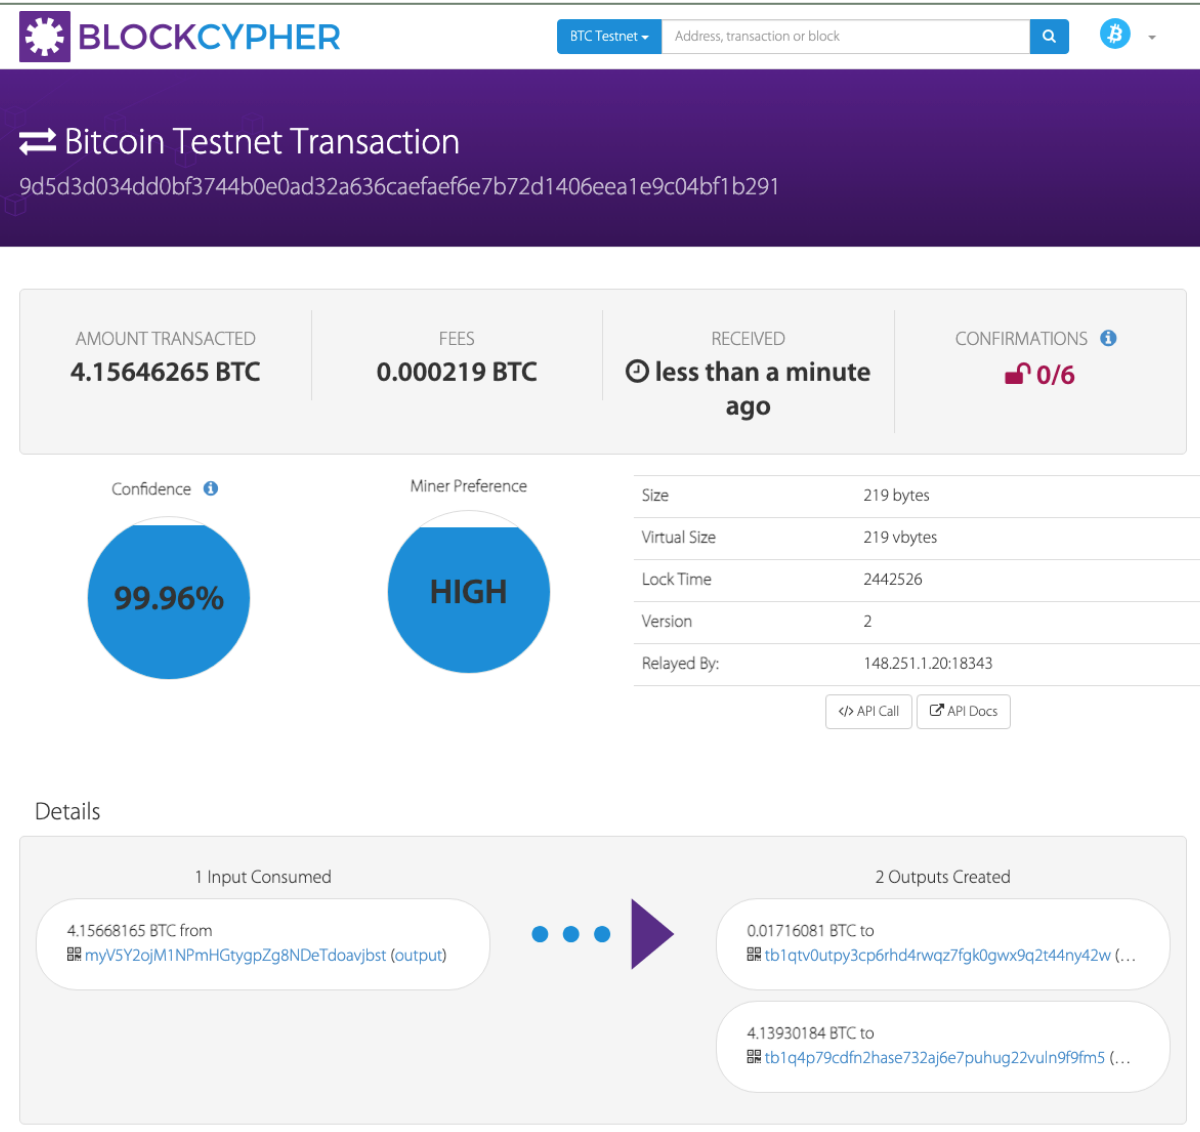 BLOCKCYPHER
BTC Testnet
Address, transaction or block
Bitcoin Testnet Transaction
9d5d3d034dd0bf3744b0e0ad32a636caefaef6e7b72d1406eea1e9c04bf1b291
AMOUNT TRANSACTED
4.15646265 BTC
FEES
0.000219 BTC
RECEIVED
less than a minute
ago
CONFIRMATIONS
0/6
Confidence
99.96%
Miner Preference
HIGH
Size 219 bytes
Virtual Size 219 vbytes
Lock Time 2442526
Version 2
Relayed By: 148.251.1.20:18343
</> API Call
API Docs
Details
1 Input Consumed
4.15668165 BTC from
myV5Y2ojM1NPmHGtygpZg8NDeTdoavjbst (output)
2 Outputs Created
0.01716081 BTC to
tb1qtv0utpy3cp6rhd4rwqz7fgk0gwx9q2t44ny42w (…
4.13930184 BTC to
tb1q4p79cdfn2hase732aj6e7puhug22vuln9f9fm5 (…